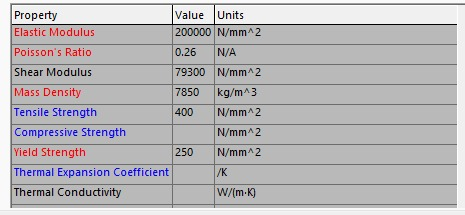 Property Value Units
Elastic Modulus 200000 N/mm^2
Poisson's Ratio 0.26 N/A
Shear Modulus 79300 N/mm^2
Mass Density 7850 kg/m^3
Tensile Strength 400 N/mm^2
Compressive Strength N/mm^2
Yield Strength 250 N/mm^2
Thermal Expansion Coefficient /K
Thermal Conductivity W/(m·K)